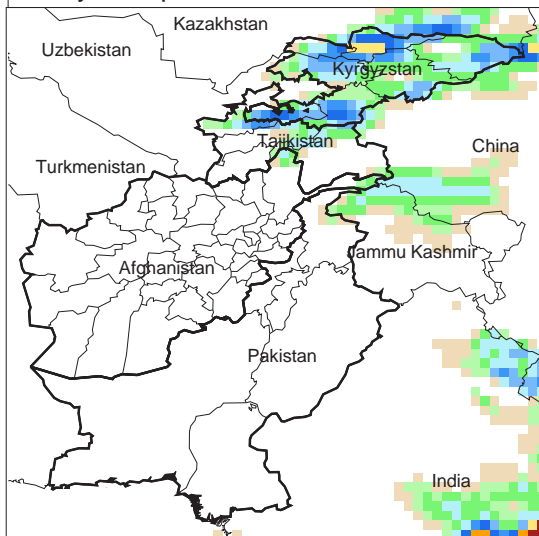 Kazakhstan
Uzbekistan
Kyrgyzstan
Tajikistan
China
Turkmenistan
Jammu Kashmir
Afghanistan
Pakistan
India